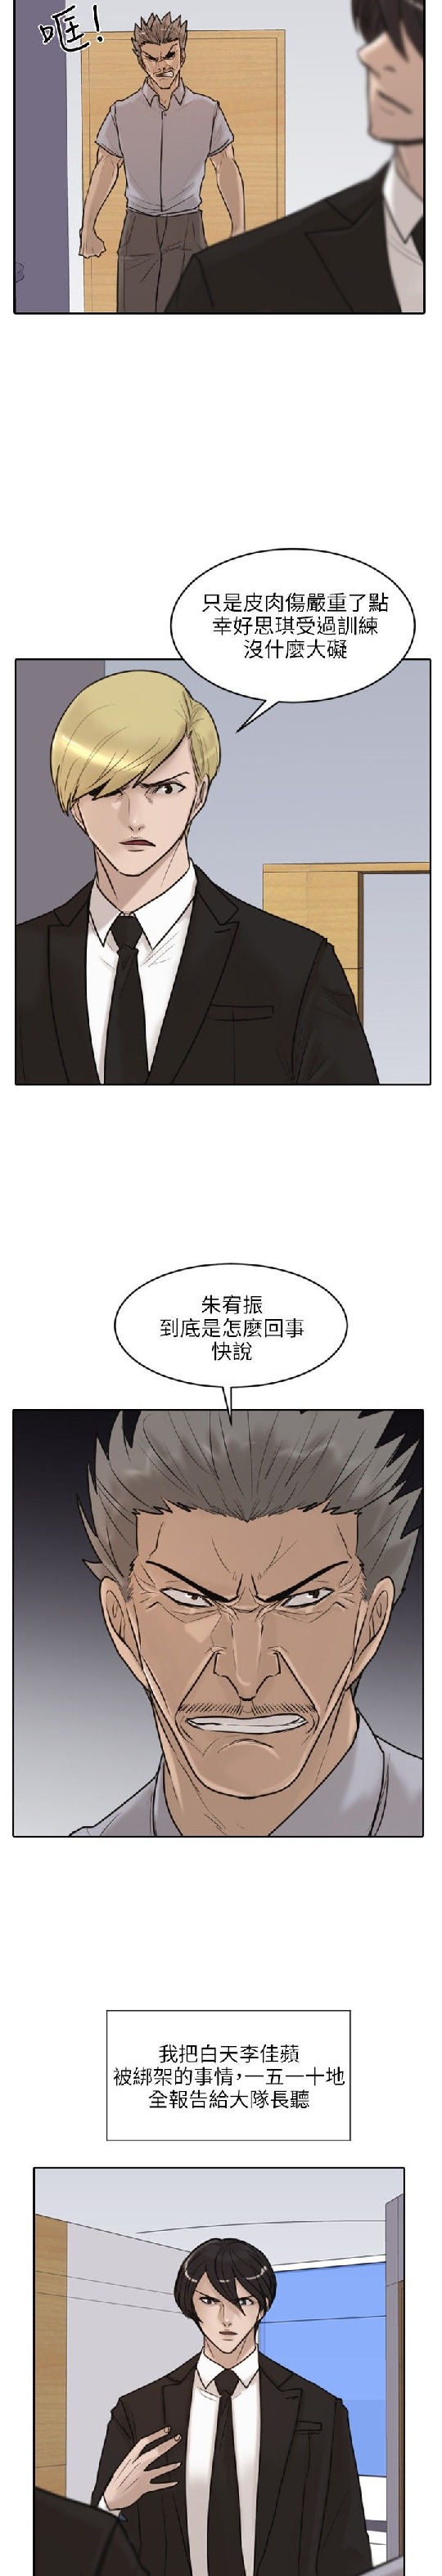 哐!
只是皮肉傷嚴重了點
幸好思琪受過訓練
沒什麼大礙
朱宥振
到底是怎麼回事
快說
我把白天李佳蘋
被綁架的事情,一五一十地
全報告給大隊長聽